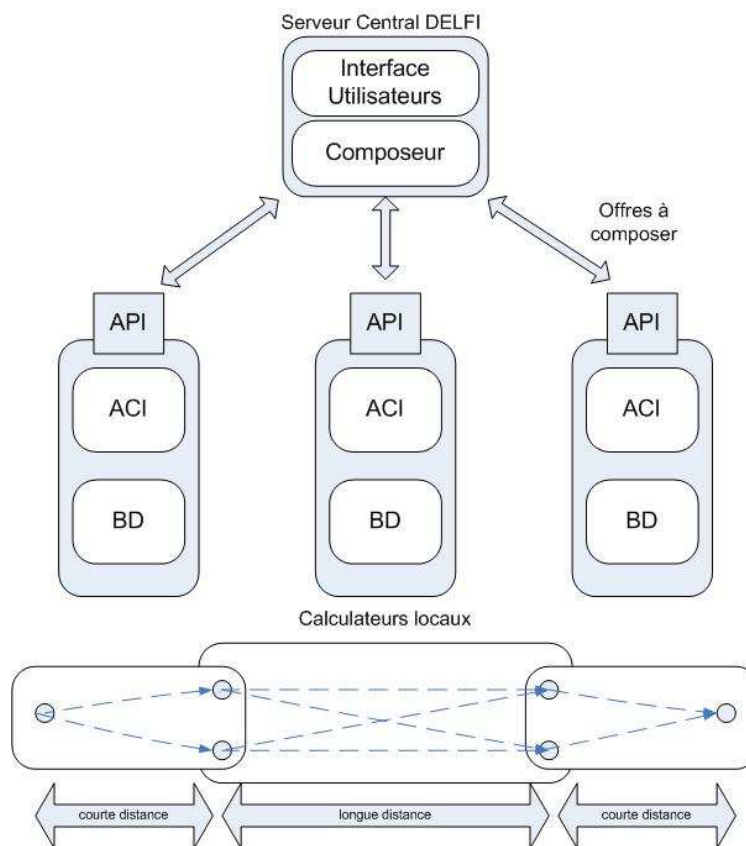 Serveur Central DELFI
Interface
Utilisateurs
Composeur
Offres à
composer
API
API
API
ACI
ACI
ACI
BD
BD
BD
Calculateurs locaux
courte distance
longue distance
courte distance